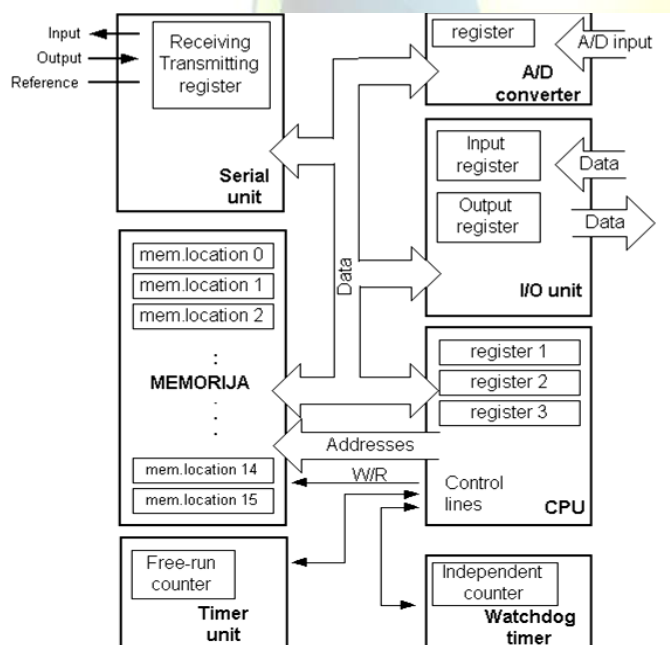 Input
Output
Reference
Receiving
Transmitting
register
Serial
unit
register
A/D input
A/D
converter
Input
register
Data
Output
register
Data
I/O unit
Data
mem.location 0
mem.location 1
mem.location 2
:
MEMORIJA
.
:
.
mem.location 14
mem.location 15
register 1
register 2
register 3
Addresses
W/R
Control
lines
CPU
Free-run
counter
Timer
unit
Independent
counter
Watchdog
timer